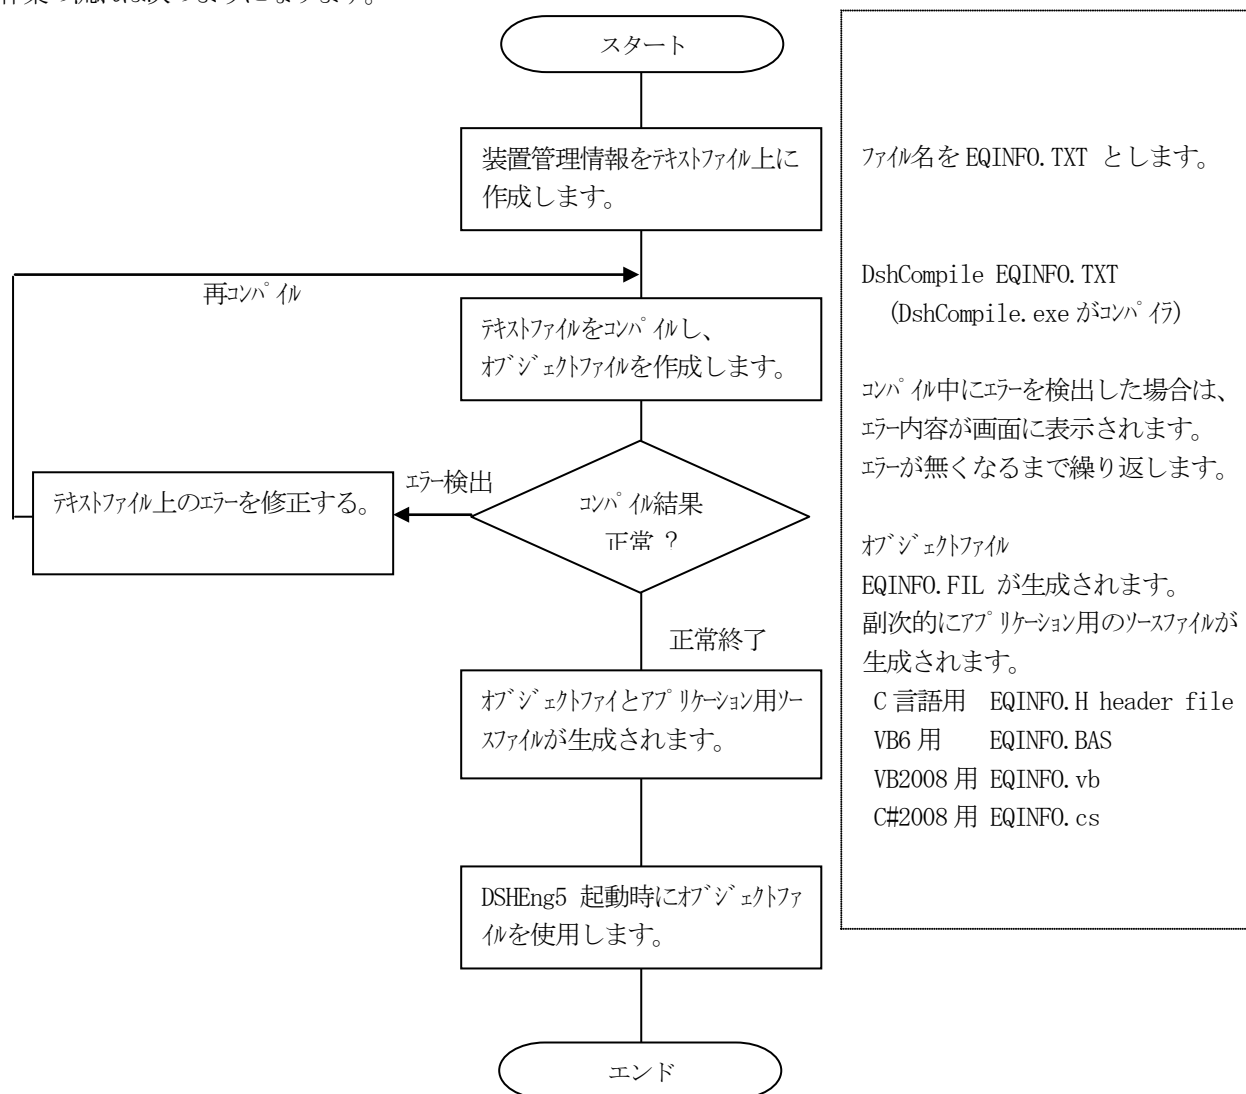 スタート
装置管理情報をﾃｷｽﾄﾌｧｲﾙ上に
作成します。
再ｺﾝﾊﾟｲﾙ
ﾃｷｽﾄﾌｧｲﾙをｺﾝﾊﾟｲﾙし、
ｵﾌﾞｼﾞｪｸﾄﾌｧｲﾙを作成します。
ｴﾗｰ検出
ﾃｷｽﾄﾌｧｲﾙ上のｴﾗｰを修正する。
ｺﾝﾊﾟｲﾙ結果
正常 ？
正常終了
ｵﾌﾞｼﾞｪｸﾄﾌｧｲとｱﾌﾟﾘｹｰｼｮﾝ用ｿｰ
ｽﾌｧｲﾙが生成されます。
DSHEng5 起動時にｵﾌﾞｼﾞｪｸﾄﾌｧ
ｲﾙを使用します。
エンド
ﾌｧｲﾙ名を EQINFO.TXT とします。
DshCompile EQINFO.TXT
(DshCompile.exe がｺﾝﾊﾟｲﾗ)
ｺﾝﾊﾟｲﾙ中にｴﾗｰを検出した場合は、
ｴﾗｰ内容が画面に表示されます。
ｴﾗｰが無くなるまで繰り返します。
ｵﾌﾞｼﾞｪｸﾄﾌｧｲﾙ
EQINFO.FIL が生成されます。
副次的にｱﾌﾟﾘｹｰｼｮﾝ用のｿｰｽﾌｧｲﾙが
生成されます。
C 言語用 EQINFO.H header file
VB6 用 EQINFO.BAS
VB2008 用 EQINFO.vb
C#2008 用 EQINFO.cs